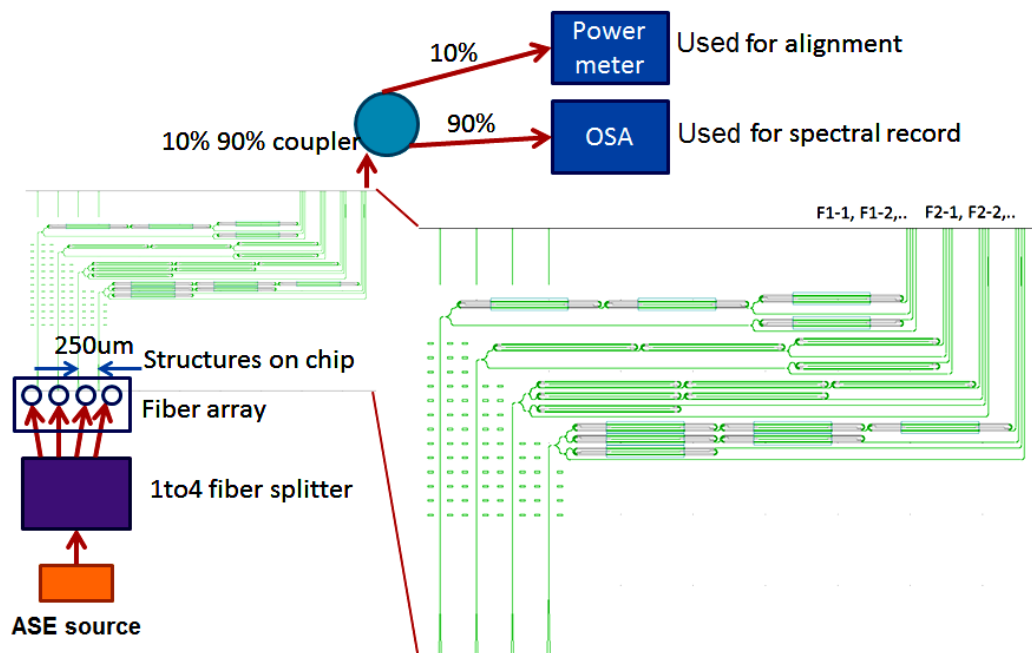 Power
meter
Used for alignment
10%
90%
OSA
Used for spectral record
10% 90% coupler
F1-1, F1-2,.. F2-1, F2-2,..
250um
Structures on chip
Fiber array
1to4 fiber splitter
ASE source